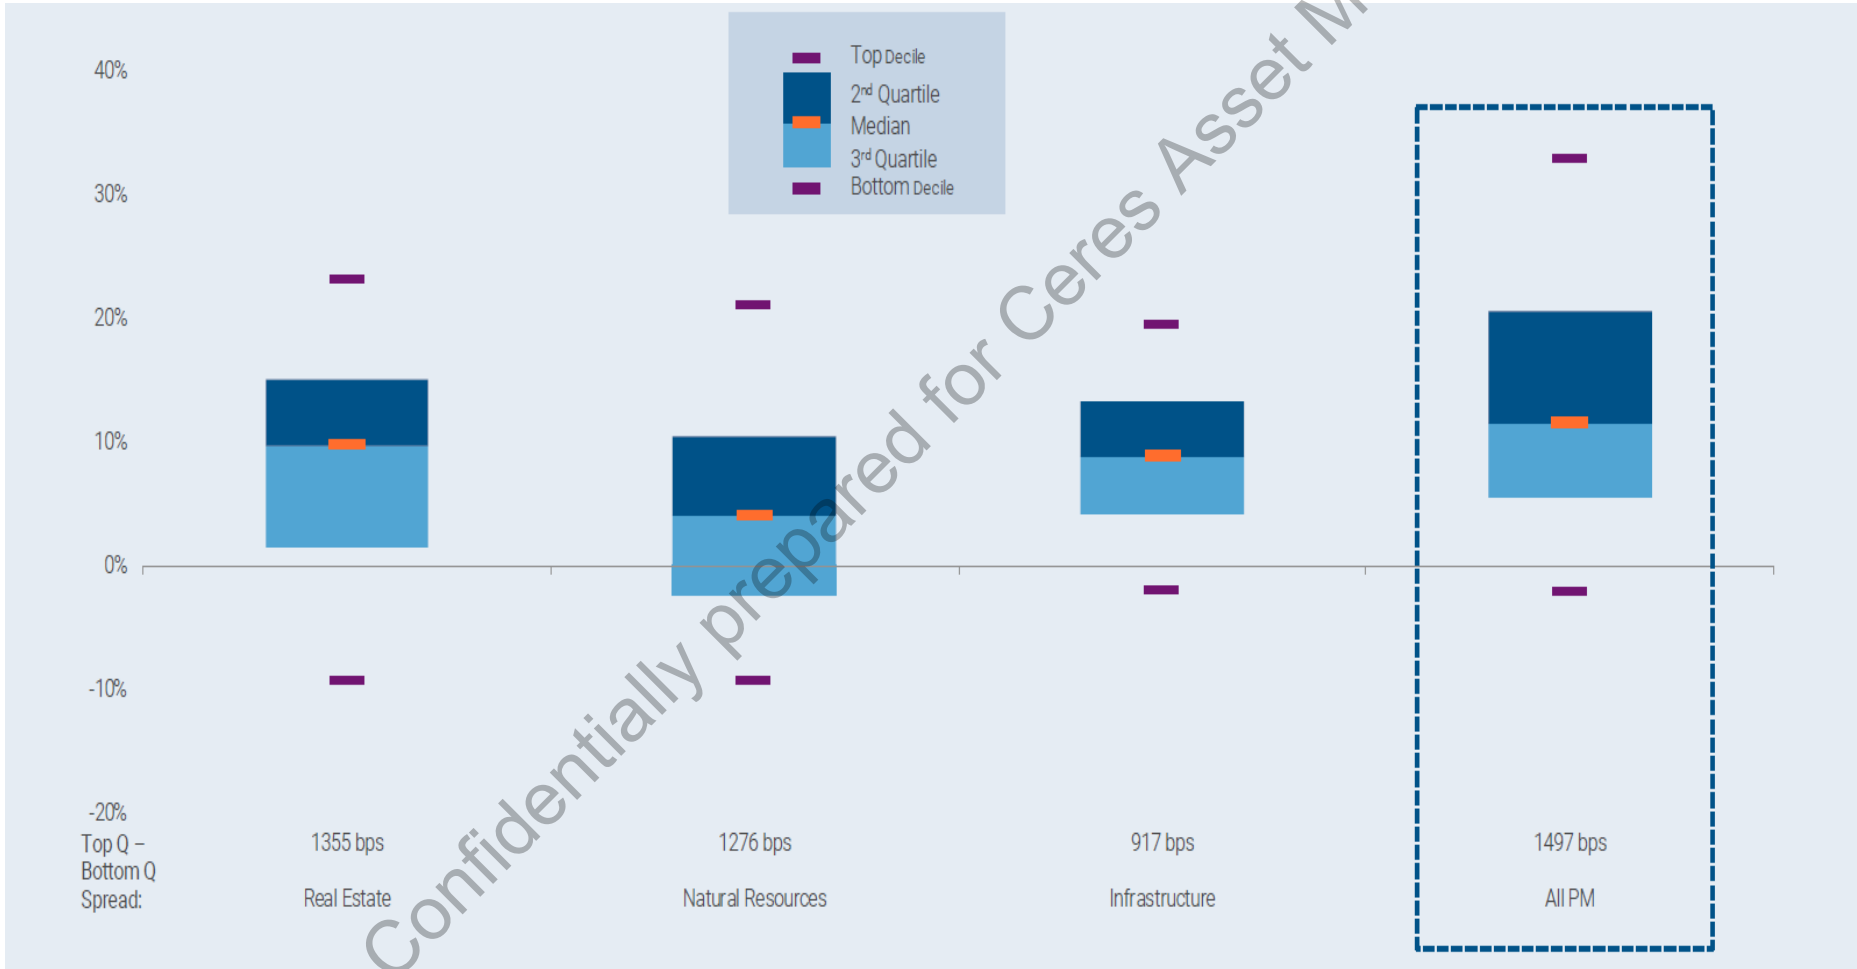 Top Decile
2nd Quartile
Median
3rd Quartile
Bottom Decile
40%
30%
20%
10%
0%
-10%
-20%
Top Q –
Bottom Q
Spread:
1355 bps
1276 bps
917 bps
1497 bps
Real Estate
Natural Resources
Infrastructure
All PM
Confidentially prepared for Ceres Asset